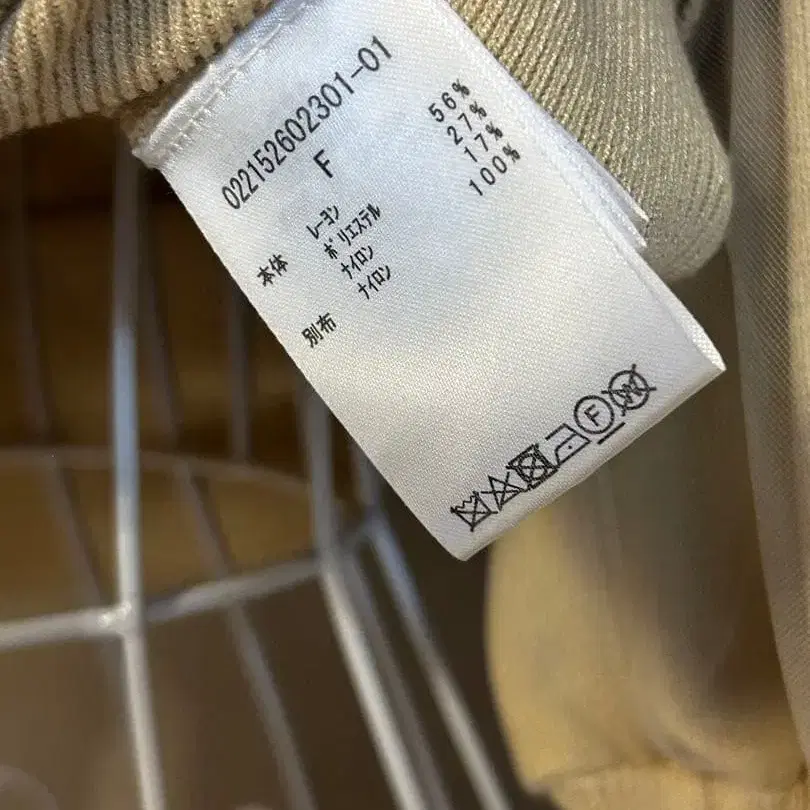 022152602301-01
F
本体 レーヨン 56%
ポリエステル 27%
ナイロン 17%
別布 ナイロン 100%
F
W